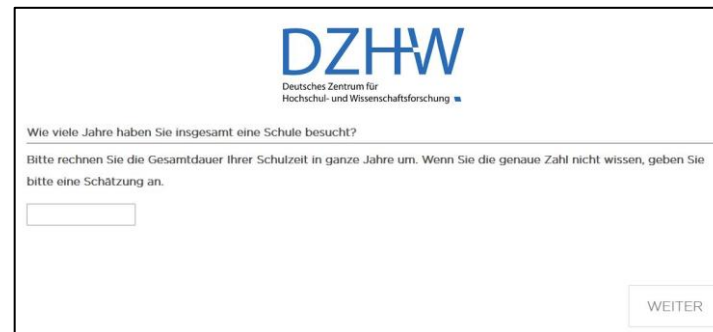 DZHW
Deutsches Zentrum für
Hochschul- und Wissenschaftsforschung
Wie viele Jahre haben Sie insgesamt eine Schule besucht?
Bitte rechnen Sie die Gesamtdauer Ihrer Schulzeit in ganze Jahre um. Wenn Sie die genaue Zahl nicht wissen, geben Sie
bitte eine Schätzung an.
WEITER